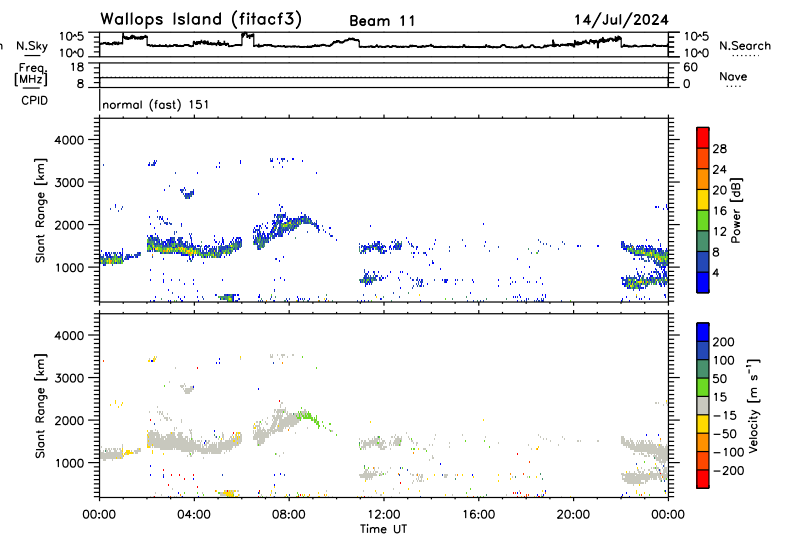 Wallops Island (fitacf3) Beam 11 14/Jul/2024
N.Sky 10^5 10^0 10^5 10^0 N.Search
Freq. [MHz] 18 8 60 0 Nave
CPID normal (fast) 151
Slant Range [km]
4000
3000
2000
1000
28
24
20
16
12
8
4
Power [dB]
Slant Range [km]
4000
3000
2000
1000
200
100
50
15
-15
-50
-100
-200
Velocity [m s⁻¹]
00:00 04:00 08:00 12:00 16:00 20:00 00:00
Time UT